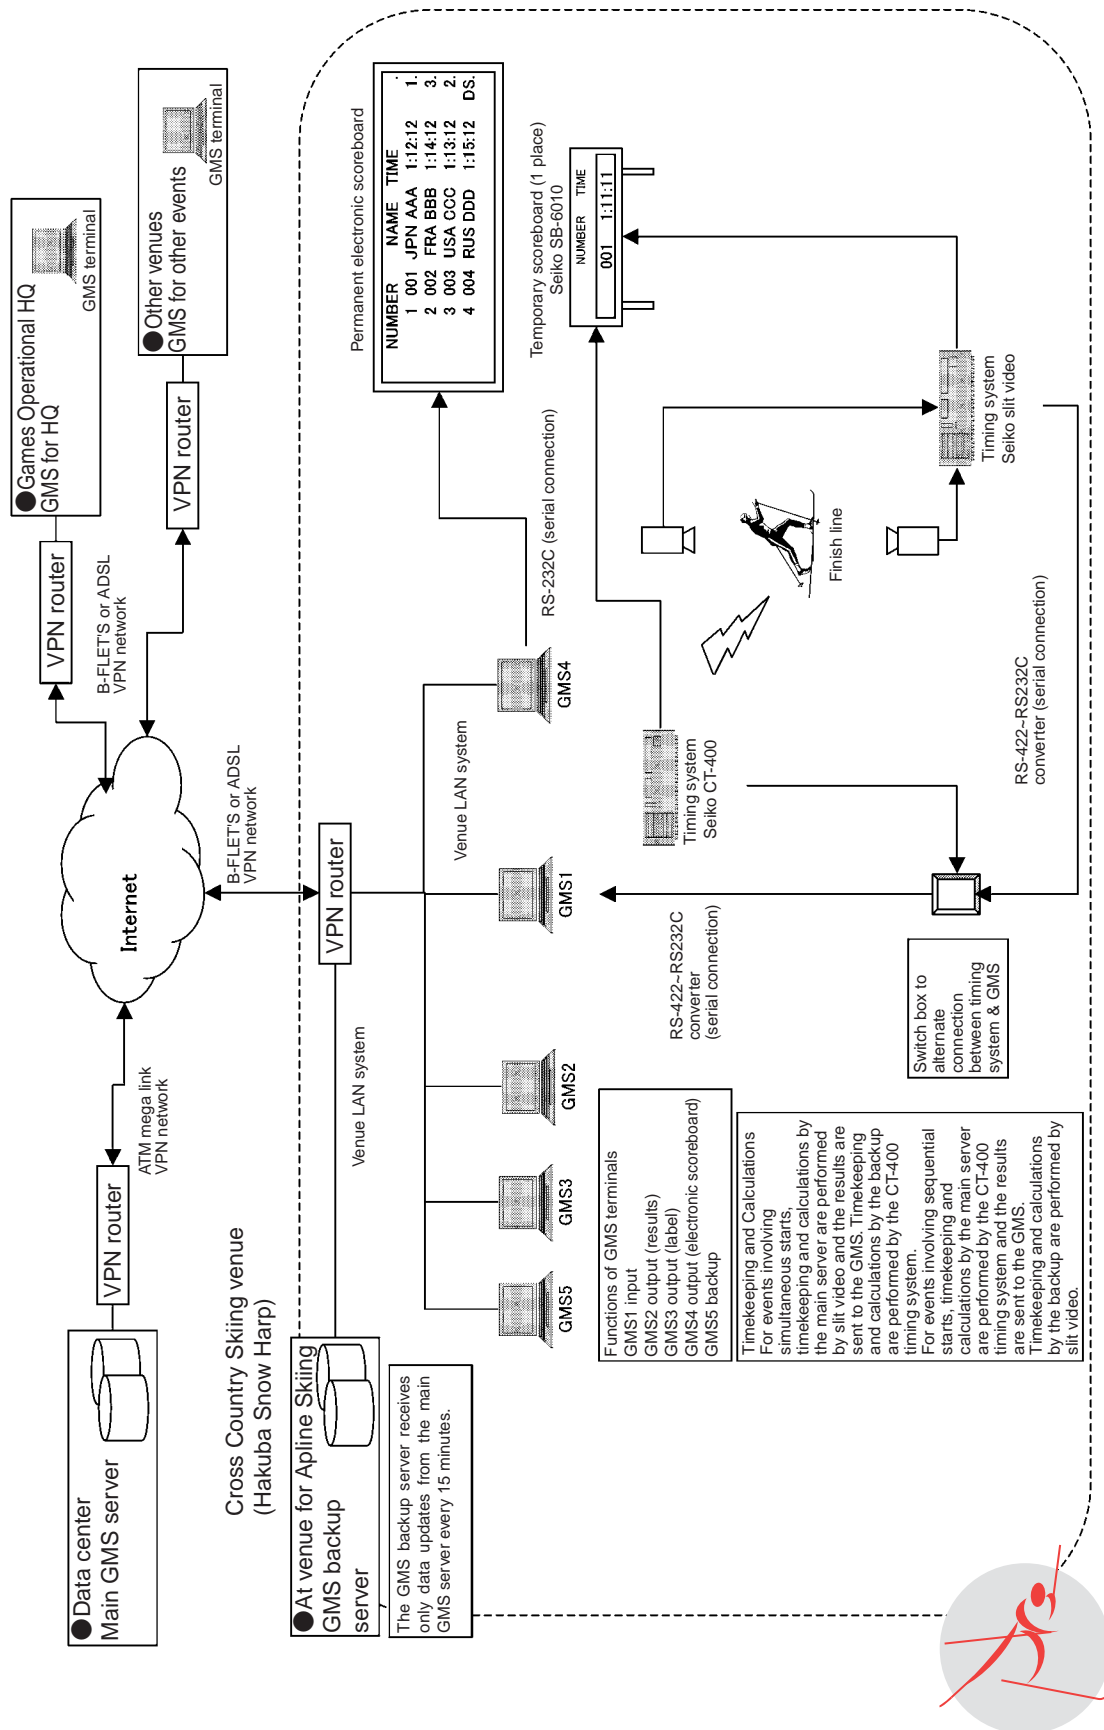 ●Data center
Main GMS server
VPN router
ATM mega link
VPN network
Internet
B-FLET'S or ADSL
VPN network
VPN router
●Games Operational HQ
GMS for HQ
GMS terminal
VPN router
●Other venues
GMS for other events
GMS terminal
B-FLET'S or ADSL
VPN network
Cross Country Skiing venue
(Hakuba Snow Harp)
●At venue for Apline Skiing
GMS backup
server
The GMS backup server receives
only data updates from the main
GMS server every 15 minutes.
Venue LAN system
VPN router
Venue LAN system
GMS5
GMS3
GMS2
GMS1
GMS4
RS-232C (serial connection)
Permanent electronic scoreboard
NUMBER NAME TIME
1 001 JPN AAA 1:12:12 1.
2 002 FRA BBB 1:14:12 3.
3 003 USA CCC 1:13:12 2.
4 004 RUS DDD 1:15:12 DS.
Temporary scoreboard (1 place)
Seiko SB-6010
NUMBER TIME
001 1:11:11
Functions of GMS terminals
GMS1 input
GMS2 output (results)
GMS3 output (label)
GMS4 output (electronic scoreboard)
GMS5 backup
Timekeeping and Calculations
For events involving
simultaneous starts,
timekeeping and calculations by
the main server are performed
by slit video and the results are
sent to the GMS. Timekeeping
and calculations by the backup
are performed by the CT-400
timing system.
For events involving sequential
starts, timekeeping and
calculations by the main server
are performed by the CT-400
timing system and the results
are sent to the GMS.
Timekeeping and calculations
by the backup are performed by
slit video.
RS-422~RS232C
converter
(serial connection)
Timing system
Seiko CT-400
Finish line
Timing system
Seiko slit video
Switch box to
alternate
connection
between timing
system & GMS
RS-422~RS232C
converter (serial connection)